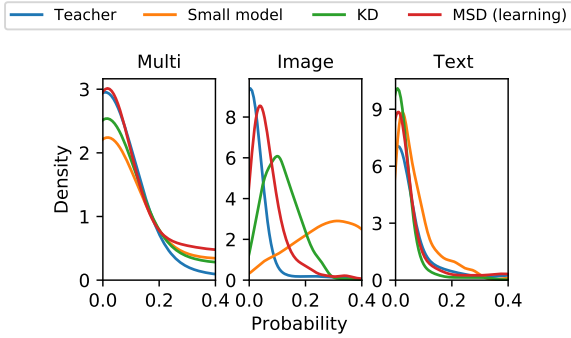 Teacher Small model KD MSD (learning)
Multi Image Text
Density
3
2
1
0
8
6
4
2
0
9
6
3
0
0.0 0.2 0.4 0.0 0.2 0.4 0.0 0.2 0.4
Probability